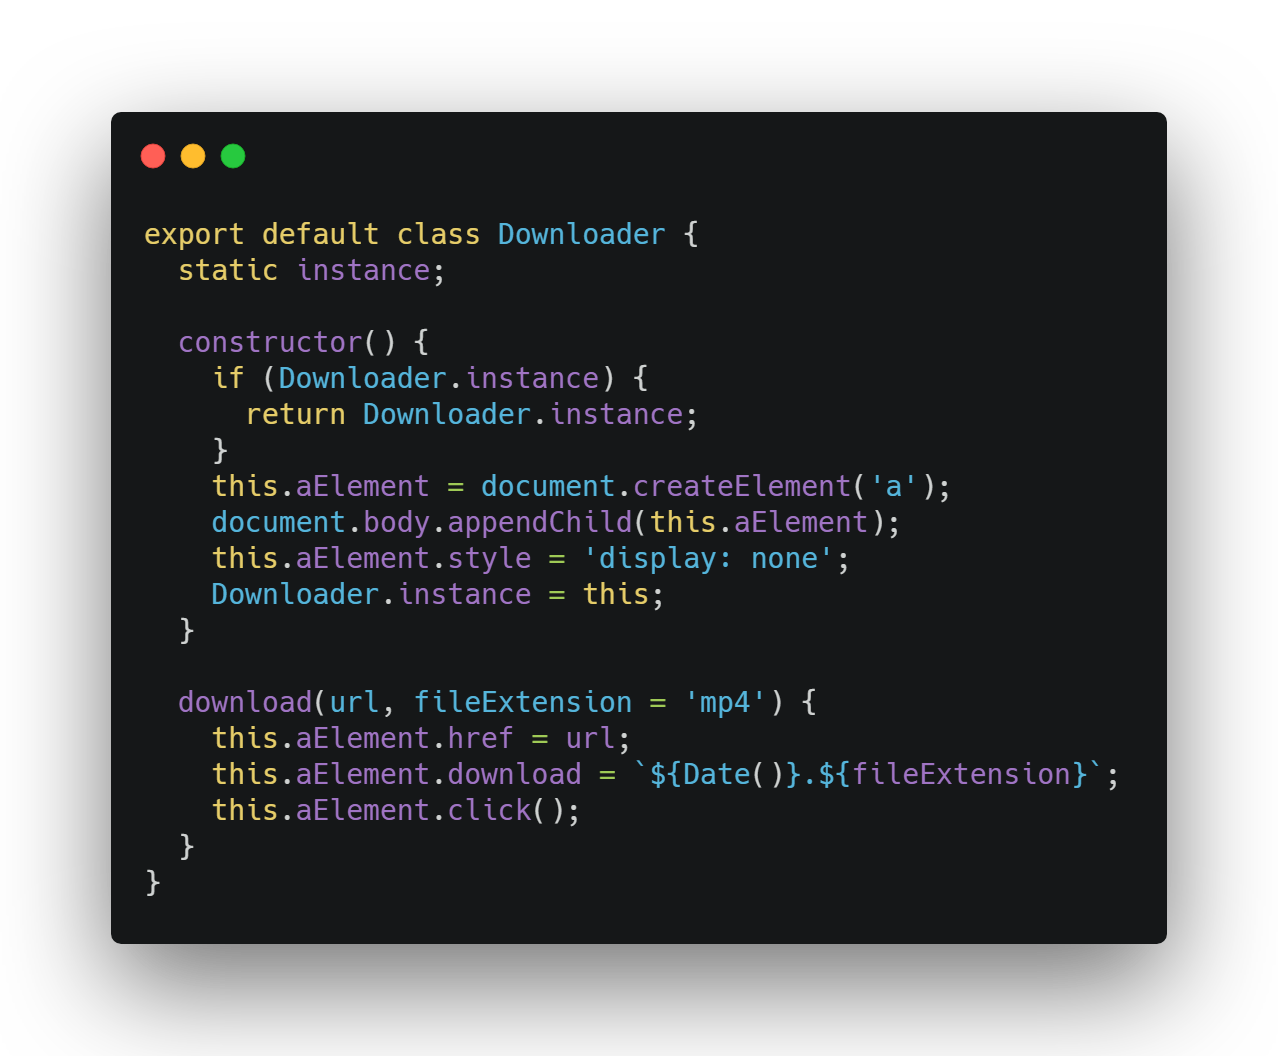 export default class Downloader {
  static instance;

  constructor() {
    if (Downloader.instance) {
      return Downloader.instance;
    }
    this.aElement = document.createElement('a');
    document.body.appendChild(this.aElement);
    this.aElement.style = 'display: none';
    Downloader.instance = this;
  }

  download(url, fileExtension = 'mp4') {
    this.aElement.href = url;
    this.aElement.download = `${Date()}.${fileExtension}`;
    this.aElement.click();
  }
}